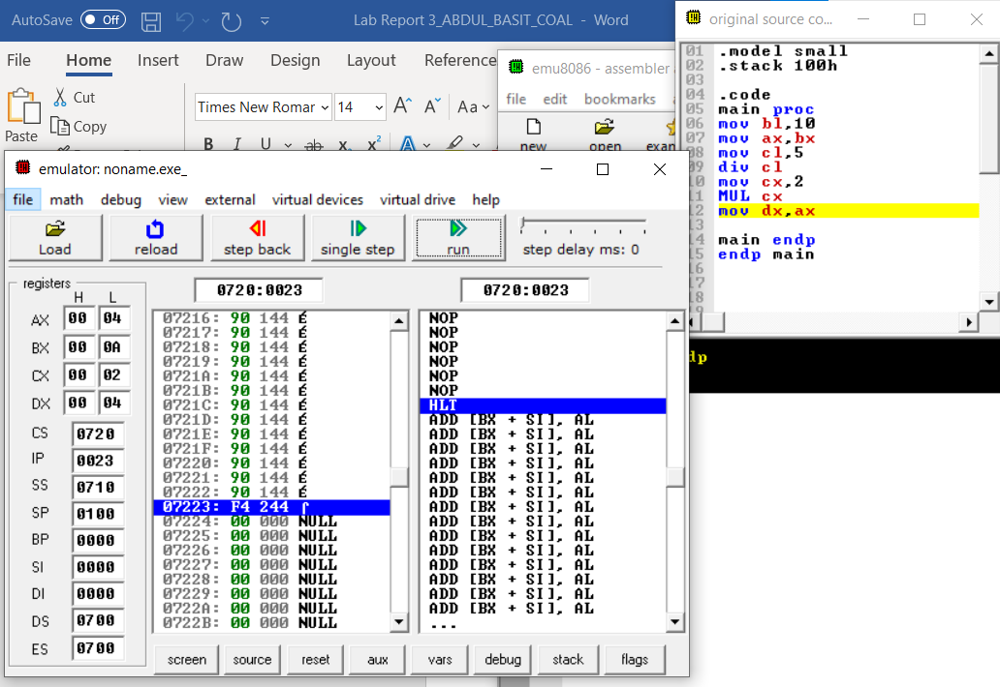 AutoSave Off
Lab Report 3_ABDUL_BASIT_COAL - Word
File Home Insert Draw Design Layout Reference
Paste
Cut
Copy
Times New Roman 14 A A Aa
B I U ab x x² A
emu8086 - assembler
file edit bookmarks
new open exam
original source co...
01 .model small
02 .stack 100h
03
04 .code
05 main proc
06 mov bl,10
07 mov ax,bx
08 mov cl,5
09 div cl
10 mov cx,2
11 MUL cx
12 mov dx,ax
13
14 main endp
15 endp main
16
17
18
dp
emulator: noname.exe_
file math debug view external virtual devices virtual drive help
Load reload step back single step run step delay ms: 0
registers
H L
AX 00 04
BX 00 0A
CX 00 02
DX 00 04
CS 0720
IP 0023
SS 0710
SP 0100
BP 0000
SI 0000
DI 0000
DS 0700
ES 0700
0720:0023
07216: 90 144 É
07217: 90 144 É
07218: 90 144 É
07219: 90 144 É
0721A: 90 144 É
0721B: 90 144 É
0721C: 90 144 É
0721D: 90 144 É
0721E: 90 144 É
0721F: 90 144 É
07220: 90 144 É
07221: 90 144 É
07222: 90 144 É
07223: F4 244 ⌠
07224: 00 000 NULL
07225: 00 000 NULL
07226: 00 000 NULL
07227: 00 000 NULL
07228: 00 000 NULL
07229: 00 000 NULL
0722A: 00 000 NULL
0722B: 00 000 NULL
0720:0023
NOP
NOP
NOP
NOP
NOP
NOP
HLT
ADD [BX + SI], AL
ADD [BX + SI], AL
ADD [BX + SI], AL
ADD [BX + SI], AL
ADD [BX + SI], AL
ADD [BX + SI], AL
ADD [BX + SI], AL
ADD [BX + SI], AL
ADD [BX + SI], AL
ADD [BX + SI], AL
ADD [BX + SI], AL
ADD [BX + SI], AL
ADD [BX + SI], AL
ADD [BX + SI], AL
...
screen source reset aux vars debug stack flags